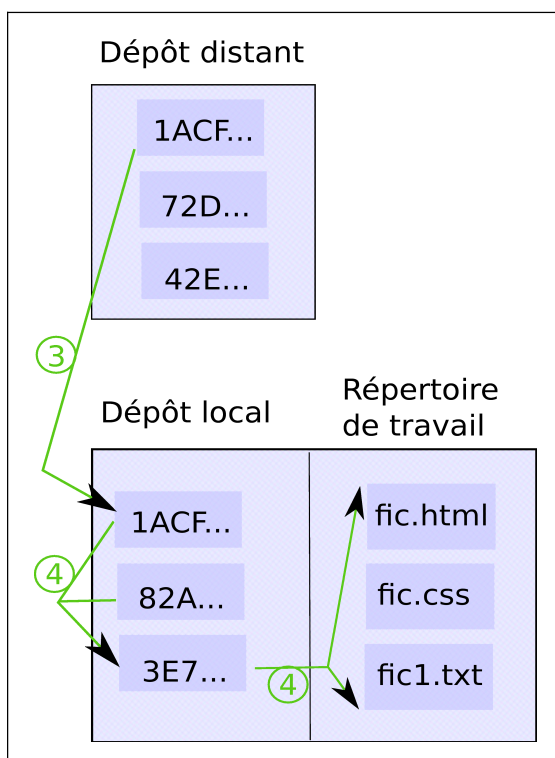 Dépôt distant
1ACF...
72D...
42E...
3
Dépôt local
Répertoire
de travail
1ACF...
fic.html
4
82A...
fic.css
3E7...
4
fic1.txt